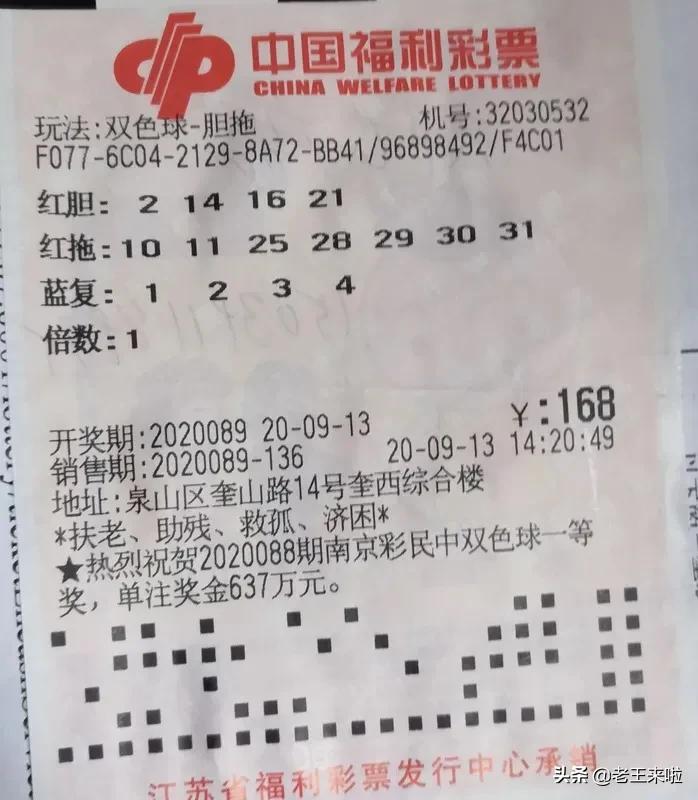 中国福利彩票
CHINA WELFARE LOTTERY
玩法:双色球-胆拖 机号:32030532
F077-6C04-2129-8A72-BB41/96898492/F4C01
红胆: 2 14 16 21
红拖:10 11 25 28 29 30 31
蓝复: 1 2 3 4
倍数:1
¥:168
开奖期:2020089 20-09-13
销售期:2020089-136 20-09-13 14:20:49
地址:泉山区奎山路14号奎西综合楼
*扶老、助残、救孤、济困*
★热烈祝贺2020088期南京彩民中双色球一等
奖，单注奖金637万元。
江苏省福利彩票发行中心承销
头条 @老王来啦